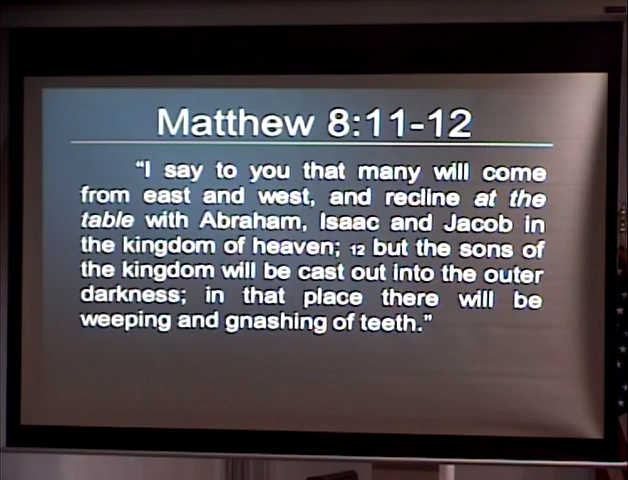 Matthew 8:11-12
"I say to you that many will come
from east and west, and recline at the
table with Abraham, Isaac and Jacob in
the kingdom of heaven; 12 but the sons of
the kingdom will be cast out into the outer
darkness; in that place there will be
weeping and gnashing of teeth."